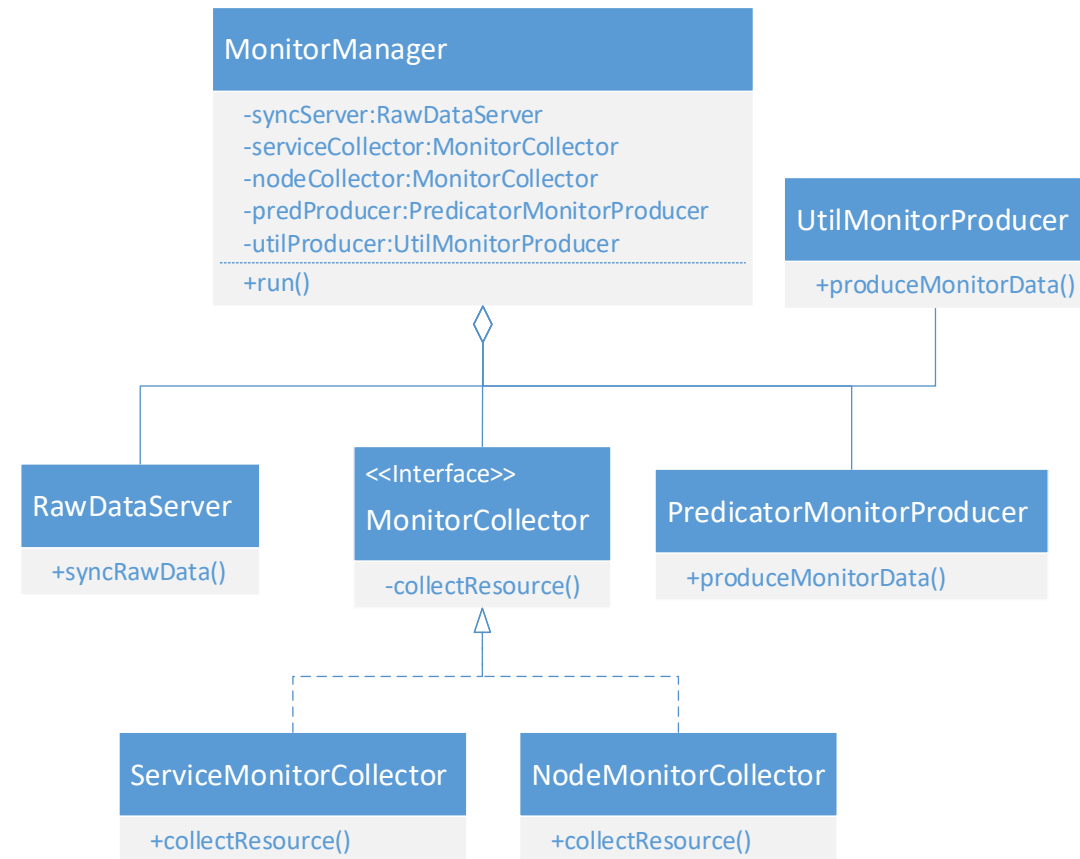 MonitorManager
-syncServer:RawDataServer
-serviceCollector:MonitorCollector
-nodeCollector:MonitorCollector
-predProducer:PredicatorMonitorProducer
-utilProducer:UtilMonitorProducer
+run()
UtilMonitorProducer
+produceMonitorData()
RawDataServer
+syncRawData()
<<Interface>>
MonitorCollector
-collectResource()
PredicatorMonitorProducer
+produceMonitorData()
ServiceMonitorCollector
+collectResource()
NodeMonitorCollector
+collectResource()